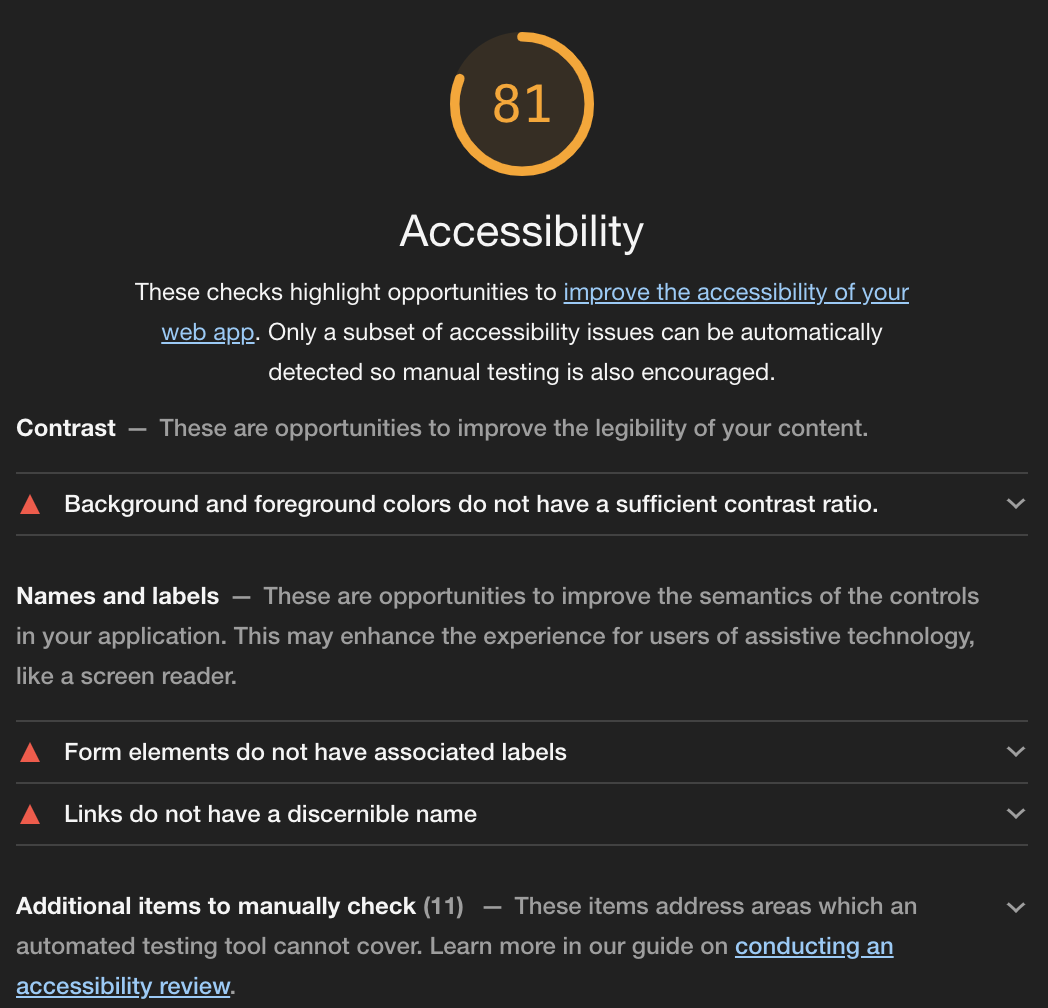 81
Accessibility
These checks highlight opportunities to improve the accessibility of your
web app. Only a subset of accessibility issues can be automatically
detected so manual testing is also encouraged.
Contrast — These are opportunities to improve the legibility of your content.
Background and foreground colors do not have a sufficient contrast ratio.
Names and labels — These are opportunities to improve the semantics of the controls
in your application. This may enhance the experience for users of assistive technology,
like a screen reader.
Form elements do not have associated labels
Links do not have a discernible name
Additional items to manually check (11) — These items address areas which an
automated testing tool cannot cover. Learn more in our guide on conducting an
accessibility review.